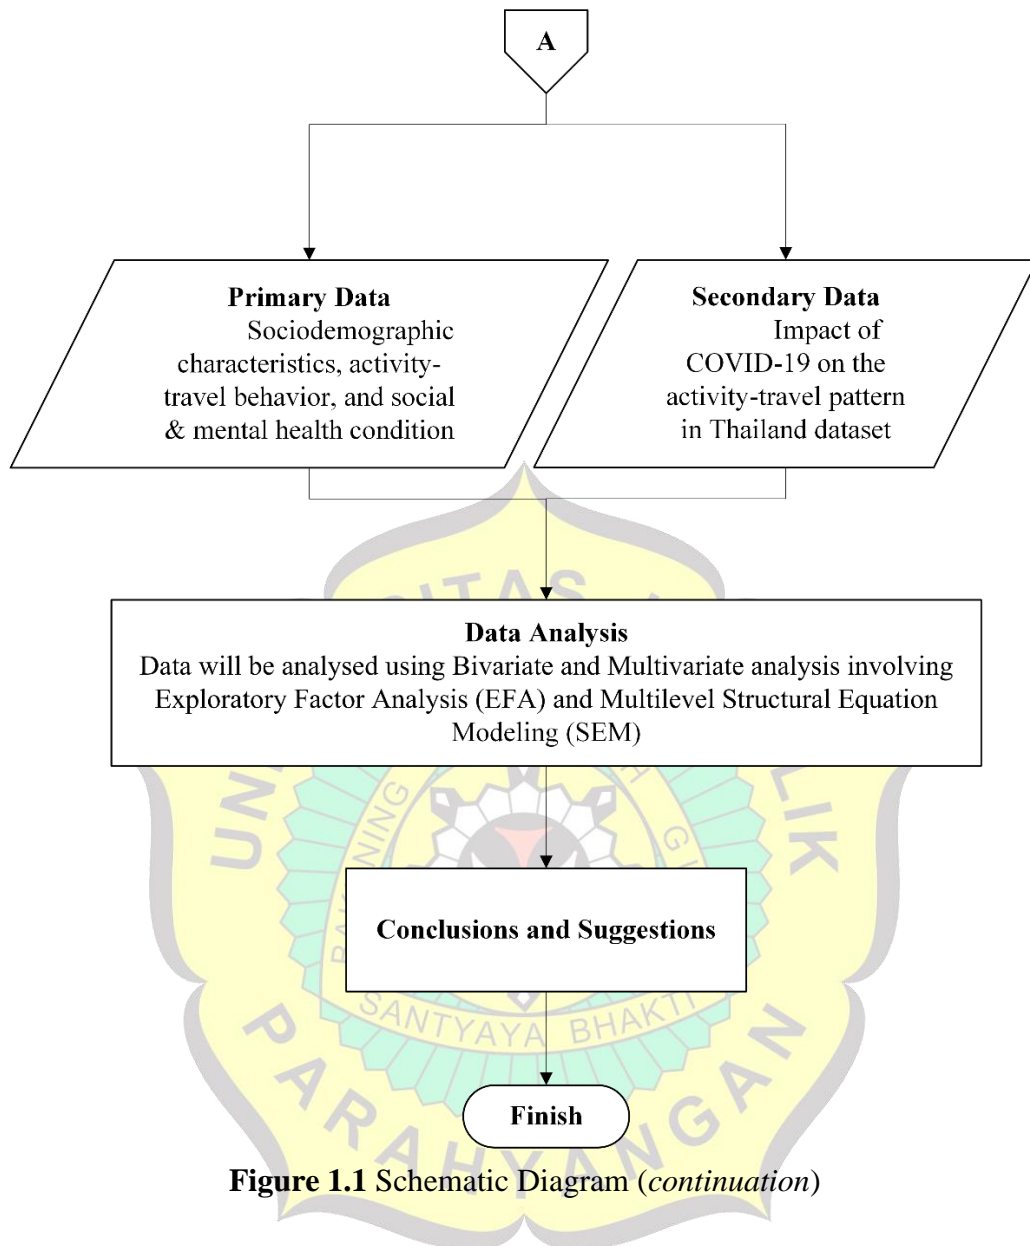 A
Primary Data
Sociodemographic
characteristics, activity-
travel behavior, and social
& mental health condition
Secondary Data
Impact of
COVID-19 on the
activity-travel pattern
in Thailand dataset
Data Analysis
Data will be analysed using Bivariate and Multivariate analysis involving
Exploratory Factor Analysis (EFA) and Multilevel Structural Equation
Modeling (SEM)
Conclusions and Suggestions
SANTYAYA BHAKTI
PARAHYANGAN
Finish
Figure 1.1 Schematic Diagram (continuation)